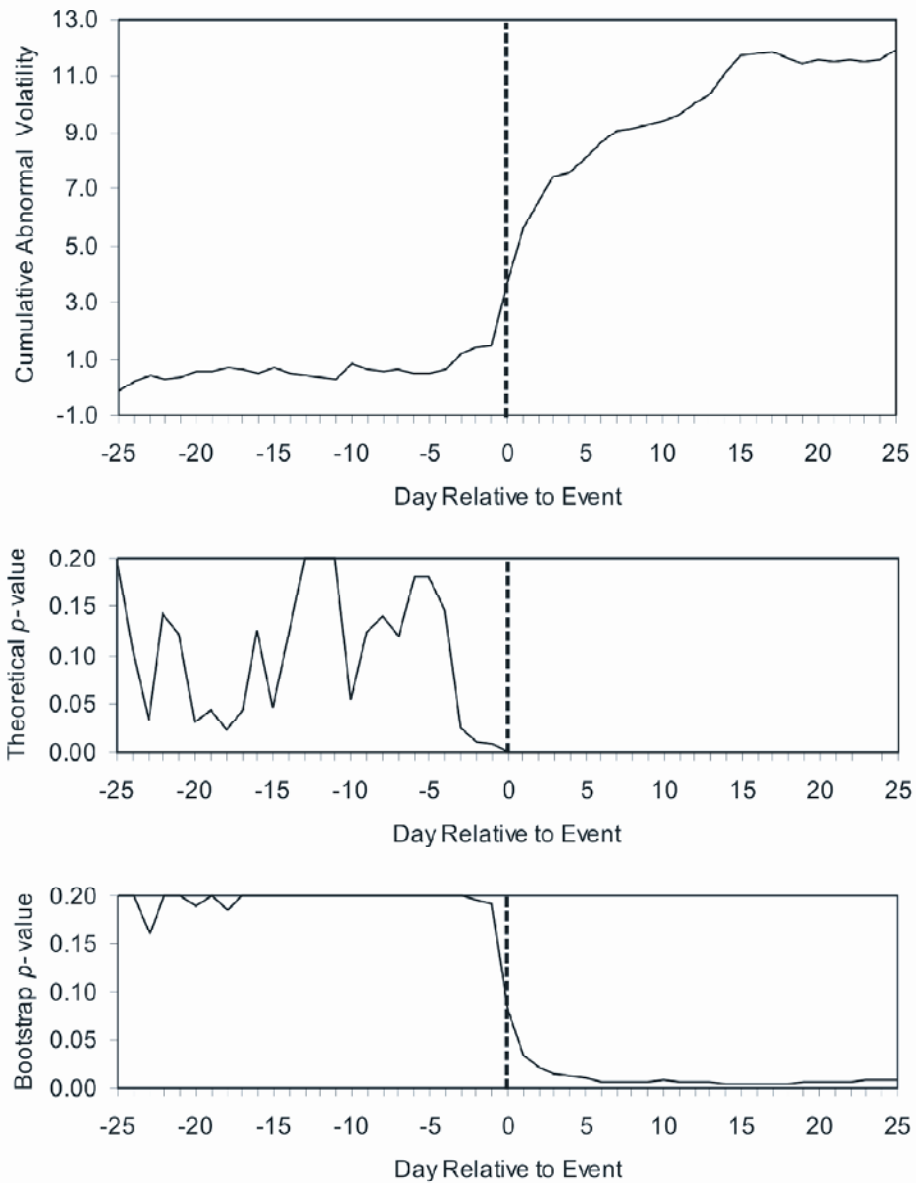 Cumulative Abnormal Volatility
13.0
11.0
9.0
7.0
5.0
3.0
1.0
-1.0
-25 -20 -15 -10 -5 0 5 10 15 20 25
Day Relative to Event
Theoretical p-value
0.20
0.15
0.10
0.05
0.00
-25 -20 -15 -10 -5 0 5 10 15 20 25
Day Relative to Event
Bootstrap p-value
0.20
0.15
0.10
0.05
0.00
-25 -20 -15 -10 -5 0 5 10 15 20 25
Day Relative to Event